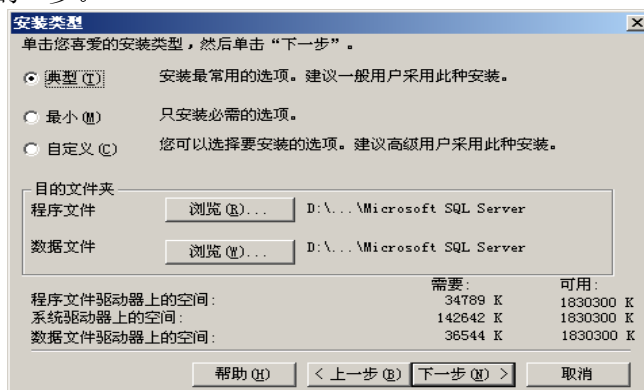 安装类型
单击您喜爱的安装类型，然后单击“下一步”。
典型(T) 安装最常用的选项。建议一般用户采用此种安装。
最小(M) 只安装必需的选项。
自定义(C) 您可以选择要安装的选项。建议高级用户采用此种安装。
目的文件夹
程序文件 浏览(R)... D:\...\Microsoft SQL Server
数据文件 浏览(W)... D:\...\Microsoft SQL Server
需要: 可用:
程序文件驱动器上的空间: 34789 K 1830300 K
系统驱动器上的空间: 142642 K 1830300 K
数据文件驱动器上的空间: 36544 K 1830300 K
帮助(H) < 上一步(B) 下一步(N) > 取消